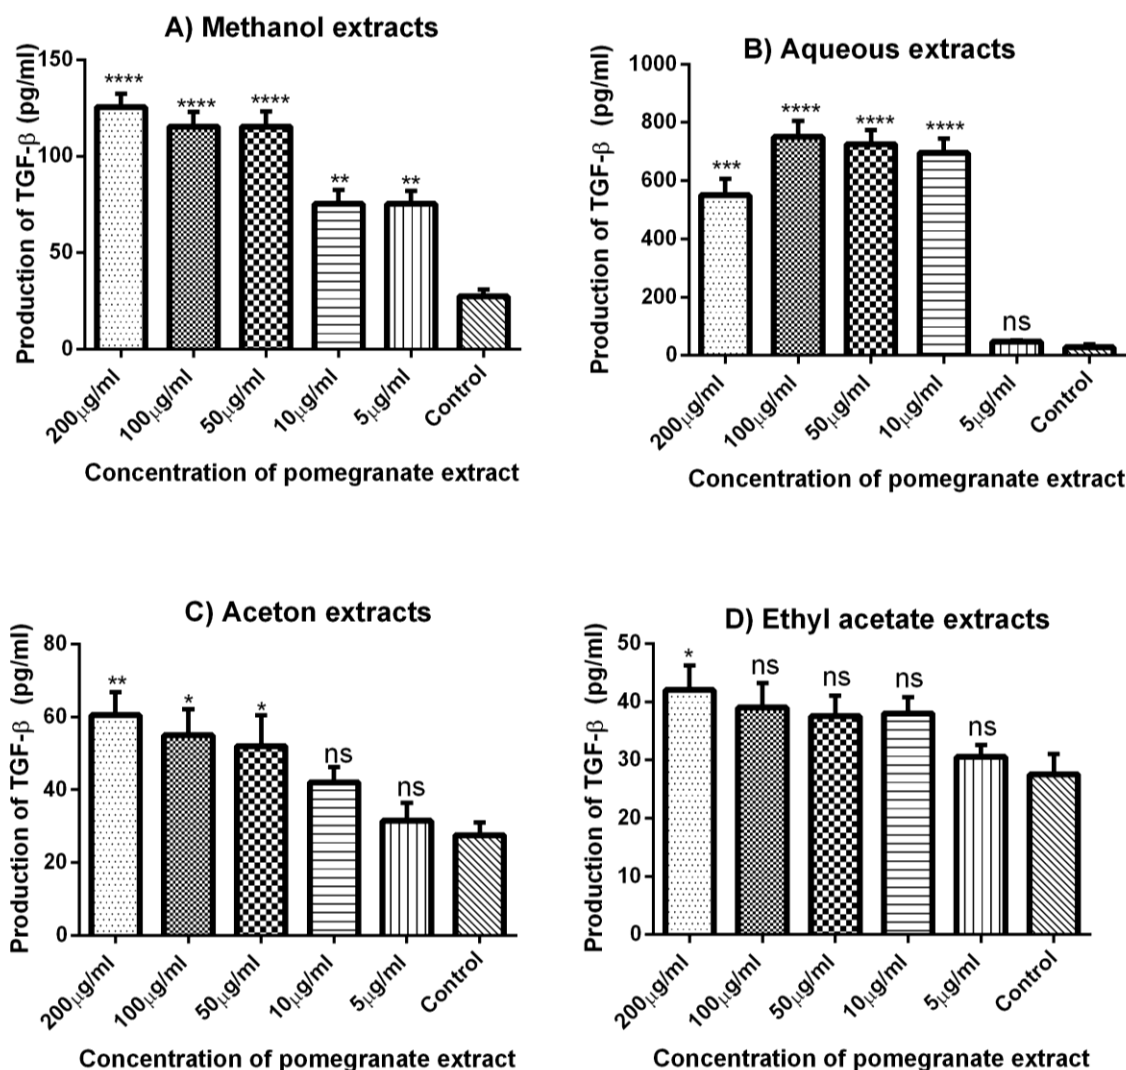 A) Methanol extracts
Production of TGF-β (pg/ml)
150
100
50
0
****
****
****
**
**
200μg/ml
100μg/ml
50μg/ml
10μg/ml
5μg/ml
Control
Concentration of pomegranate extract
B) Aqueous extracts
Production of TGF-β (pg/ml)
1000
800
600
400
200
0
***
****
****
****
ns
200μg/ml
100μg/ml
50μg/ml
10μg/ml
5μg/ml
Control
Concentration of pomegranate extract
C) Aceton extracts
Production of TGF-β (pg/ml)
80
60
40
20
0
**
*
*
ns
ns
200μg/ml
100μg/ml
50μg/ml
10μg/ml
5μg/ml
Control
Concentration of pomegranate extract
D) Ethyl acetate extracts
Production of TGF-β (pg/ml)
50
40
30
20
10
0
*
ns
ns
ns
ns
200μg/ml
100μg/ml
50μg/ml
10μg/ml
5μg/ml
Control
Concentration of pomegranate extract